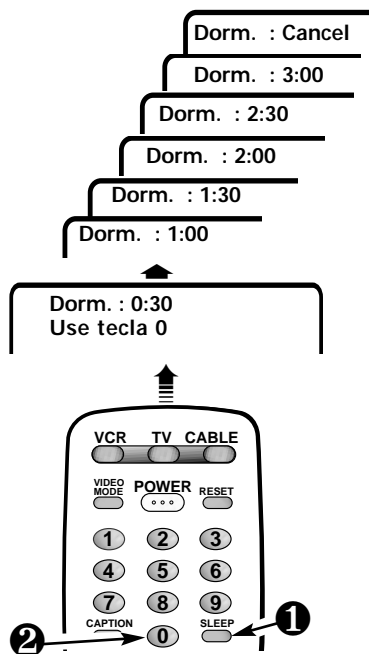 Dorm. : Cancel
Dorm. : 3:00
Dorm. : 2:30
Dorm. : 2:00
Dorm. : 1:30
Dorm. : 1:00
Dorm. : 0:30
Use tecla 0
VCR TV CABLE
VIDEO MODE POWER RESET
1 2 3
4 5 6
7 8 9
CAPTION SLEEP 1
2 0